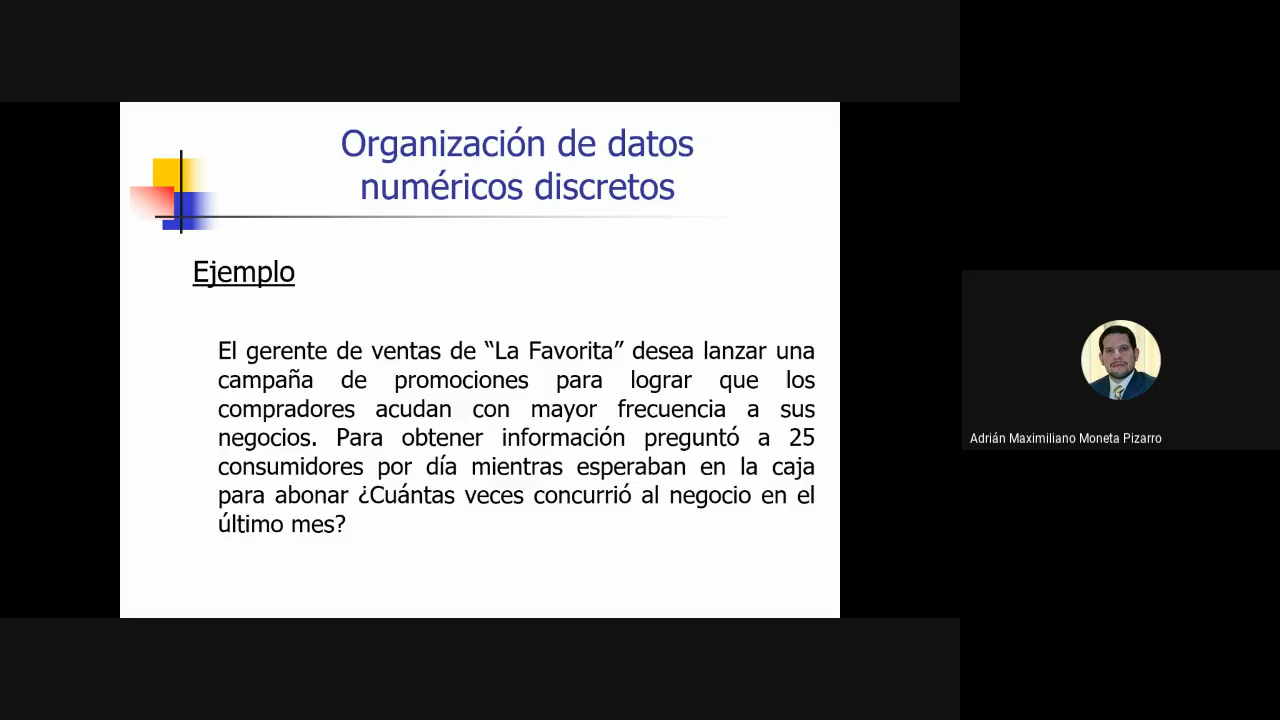 Organización de datos
numéricos discretos
Ejemplo
El gerente de ventas de “La Favorita” desea lanzar una
campaña de promociones para lograr que los
compradores acudan con mayor frecuencia a sus
negocios. Para obtener información preguntó a 25
consumidores por día mientras esperaban en la caja
para abonar ¿Cuántas veces concurrió al negocio en el
último mes?
Adrián Maximiliano Moneta Pizarro